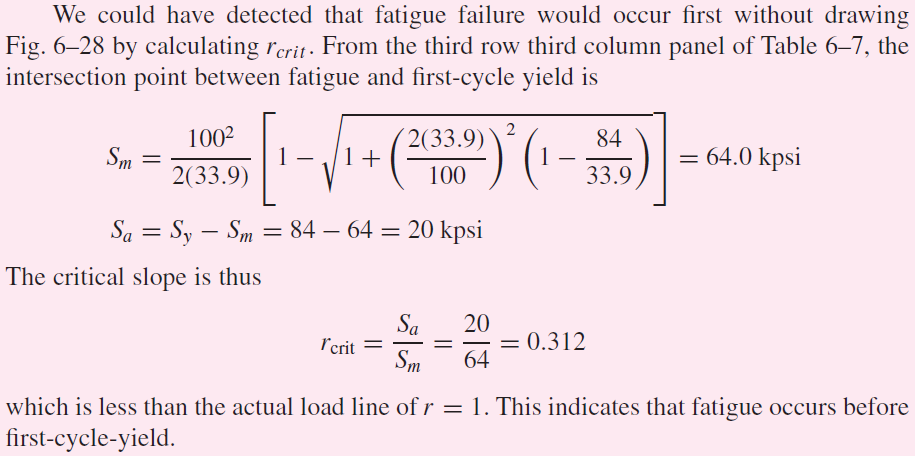 We could have detected that fatigue failure would occur first without drawing
Fig. 6–28 by calculating r_crit. From the third row third column panel of Table 6–7, the
intersection point between fatigue and first-cycle yield is
S_m = 100²/2(33.9) [1 − √(1 + (2(33.9)/100)² (1 − 84/33.9))] = 64.0 kpsi
S_a = S_y − S_m = 84 − 64 = 20 kpsi
The critical slope is thus
r_crit = S_a/S_m = 20/64 = 0.312
which is less than the actual load line of r = 1. This indicates that fatigue occurs before
first-cycle-yield.